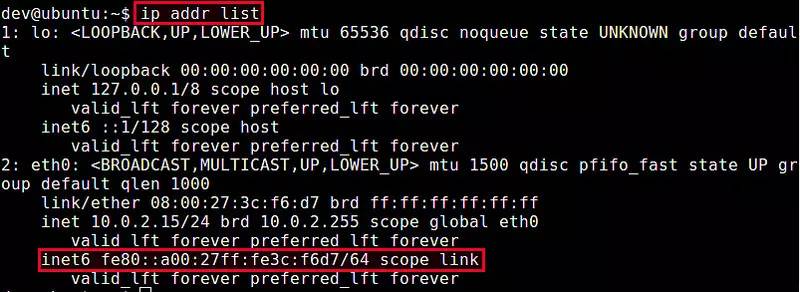 dev@ubuntu:~$ ip addr list
1: lo: <LOOPBACK,UP,LOWER_UP> mtu 65536 qdisc noqueue state UNKNOWN group defaul
t
    link/loopback 00:00:00:00:00:00 brd 00:00:00:00:00:00
    inet 127.0.0.1/8 scope host lo
       valid_lft forever preferred_lft forever
    inet6 ::1/128 scope host
       valid_lft forever preferred_lft forever
2: eth0: <BROADCAST,MULTICAST,UP,LOWER_UP> mtu 1500 qdisc pfifo_fast state UP gr
oup default qlen 1000
    link/ether 08:00:27:3c:f6:d7 brd ff:ff:ff:ff:ff:ff
    inet 10.0.2.15/24 brd 10.0.2.255 scope global eth0
       valid_lft forever preferred_lft forever
    inet6 fe80::a00:27ff:fe3c:f6d7/64 scope link
       valid_lft forever preferred_lft forever